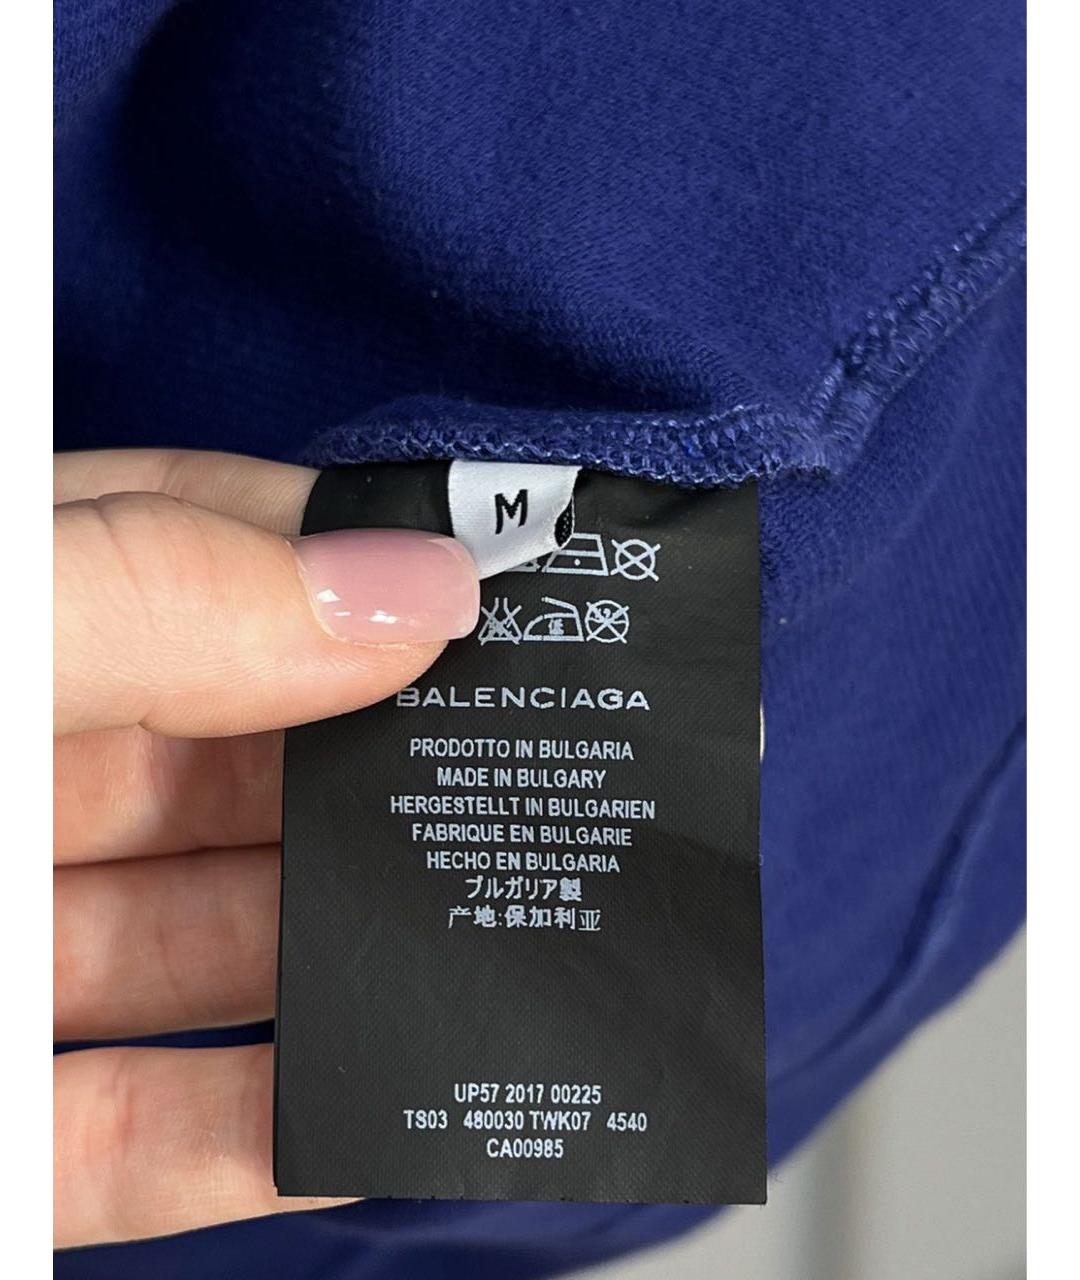 M
BALENCIAGA
PRODOTTO IN BULGARIA
MADE IN BULGARY
HERGESTELLT IN BULGARIEN
FABRIQUE EN BULGARIE
HECHO EN BULGARIA
ブルガリア製
产地:保加利亚
UP57 2017 00225
TS03 480030 TWK07 4540
CA00985